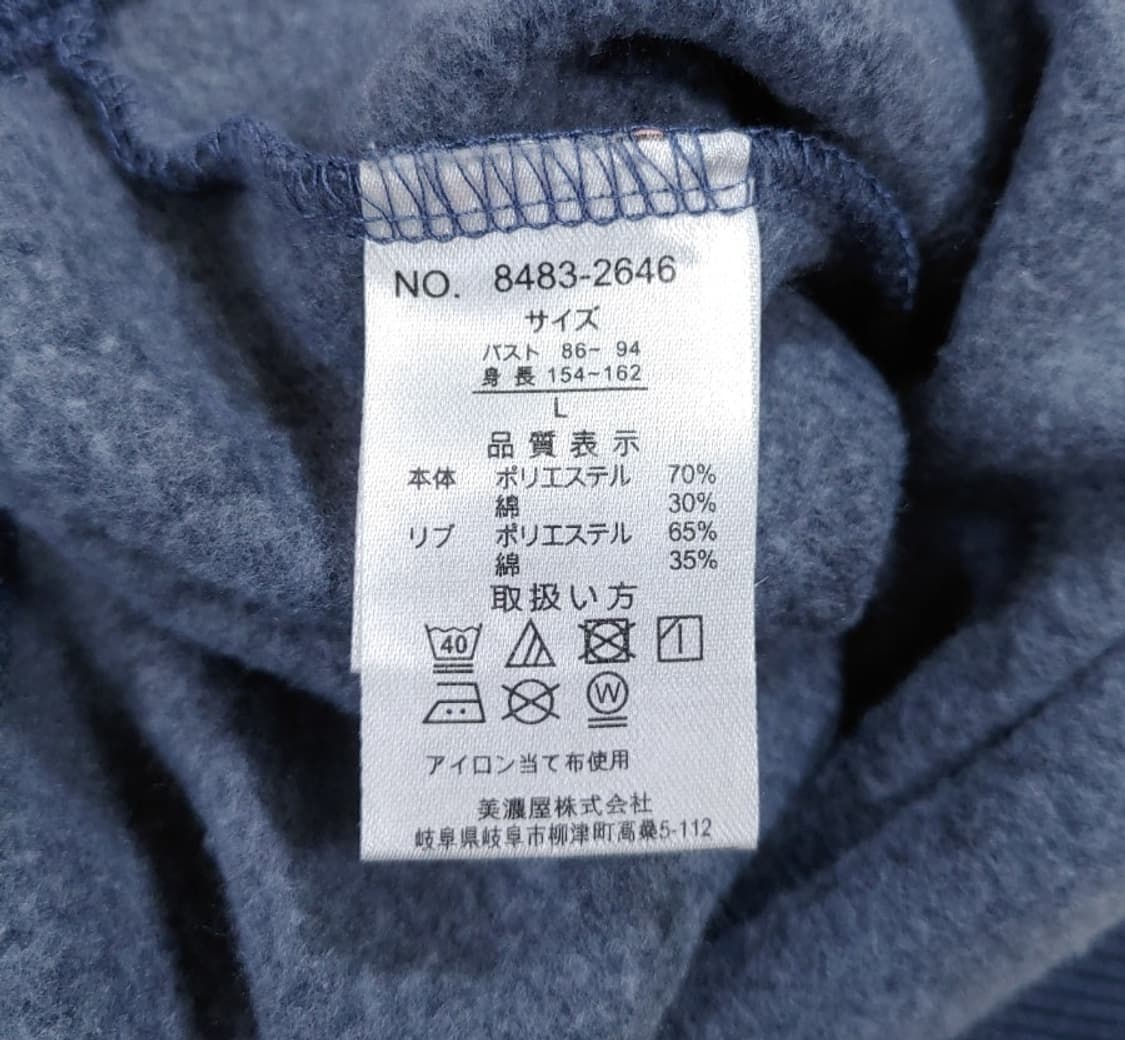 NO. 8483-2646
サイズ
バスト 86- 94
身長 154~162
L
品質表示
本体 ポリエステル 70%
綿 30%
リブ ポリエステル 65%
綿 35%
取扱い方
40
W
アイロン当て布使用
美濃屋株式会社
岐阜県岐阜市柳津町高桑5-112